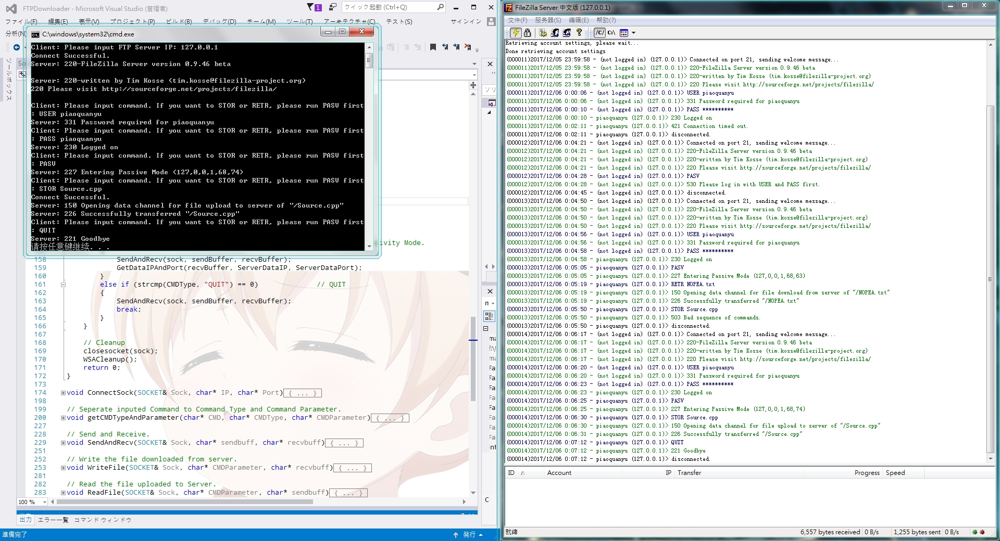 FTPDownloader - Microsoft Visual Studio (管理者)
1
クイック起動 (Ctrl+Q)
ファイル(F) 編集(E) 表示(V) プロジェクト(P) ビルド(B) デバッグ(D) チーム(M) ツール(T) アーキテクチャ(C) テスト(S) サインイン
分析(N)
ツールボックス
C:\windows\system32\cmd.exe
Client: Please input FTP Server IP: 127.0.0.1
Connect Successful.
Server: 220-FileZilla Server version 0.9.46 beta
Server: 220-written by Tim Kosse (tim.kosse@filezilla-project.org)
220 Please visit http://sourceforge.net/projects/filezilla/
Client: Please input command. If you want to STOR or RETR, please run PASV first
: USER piaoquanyu
Server: 331 Password required for piaoquanyu
Client: Please input command. If you want to STOR or RETR, please run PASV first
: PASS piaoquanyu
Server: 230 Logged on
Client: Please input command. If you want to STOR or RETR, please run PASV first
: PASV
Server: 227 Entering Passive Mode (127,0,0,1,68,74)
Client: Please input command. If you want to STOR or RETR, please run PASV first
: STOR Source.cpp
Connect Successful.
Server: 150 Opening data channel for file upload to server of "/Source.cpp"
Server: 226 Successfully transferred "/Source.cpp"
Client: Please input command. If you want to STOR or RETR, please run PASV first
: QUIT
Server: 221 Goodbye
请按任意键继续. . .
ivity Mode.
158 SendAndRecv(sock, sendBuffer, recvBuffer);
159 GetDataIPAndPort(recvBuffer, ServerDataIP, ServerDataPort);
160 }
161 else if (strcmp(CMDType, "QUIT") == 0) // QUIT
162 {
163 SendAndRecv(sock, sendBuffer, recvBuffer);
164 break;
165 }
166 }
167
168 // Cleanup
169 closesocket(sock);
170 WSACleanup();
171 return 0;
172 }
173
174 void ConnectSock(SOCKET& Sock, char* IP, char* Port){ ... }
198
199 // Seperate inputed Command to Command Type and Command Parameter.
200 void getCMDTypeAndParameter(char* CMD, char* CMDType, char* CMDParameter){ ... }
227
228 // Send and Receive.
229 void SendAndRecv(SOCKET& Sock, char* sendbuff, char* recvbuff){ ... }
251
252 // Write the file downloaded from server.
253 void WriteFile(SOCKET& Sock, char* CMDParameter, char* recvbuff){ ... }
281
282 // Read the file uploaded to Server.
283 void ReadFile(SOCKET& Sock, char* CMDParameter, char* sendbuff){ ... }
100 %
出力 エラー一覧 コマンド ウィンドウ
準備完了
発行
ソリ
ma
ma
Fal
Fal
Fal
Fal
Fal
Fal
Fal
Fal
int
C
FileZilla Server 中文版 (127.0.0.1)
文件(F) 服务器(S) 编辑(E) 帮助(?)
/C/ C:\
Retrieving account settings, please wait...
Done retrieving account settings
(000011)2017/12/05 23:59:58 - (not logged in) (127.0.0.1)> Connected on port 21, sending welcome message...
(000011)2017/12/05 23:59:58 - (not logged in) (127.0.0.1)> 220-FileZilla Server version 0.9.46 beta
(000011)2017/12/05 23:59:58 - (not logged in) (127.0.0.1)> 220-written by Tim Kosse (tim.kosse@filezilla-project.org)
(000011)2017/12/05 23:59:58 - (not logged in) (127.0.0.1)> 220 Please visit http://sourceforge.net/projects/filezilla/
(000011)2017/12/06 0:00:06 - (not logged in) (127.0.0.1)> USER piaoquanyu
(000011)2017/12/06 0:00:06 - (not logged in) (127.0.0.1)> 331 Password required for piaoquanyu
(000011)2017/12/06 0:00:10 - (not logged in) (127.0.0.1)> PASS **********
(000011)2017/12/06 0:00:10 - piaoquanyu (127.0.0.1)> 230 Logged on
(000011)2017/12/06 0:02:11 - piaoquanyu (127.0.0.1)> 421 Connection timed out.
(000011)2017/12/06 0:02:11 - piaoquanyu (127.0.0.1)> disconnected.
(000012)2017/12/06 0:04:21 - (not logged in) (127.0.0.1)> Connected on port 21, sending welcome message...
(000012)2017/12/06 0:04:21 - (not logged in) (127.0.0.1)> 220-FileZilla Server version 0.9.46 beta
(000012)2017/12/06 0:04:21 - (not logged in) (127.0.0.1)> 220-written by Tim Kosse (tim.kosse@filezilla-project.org)
(000012)2017/12/06 0:04:21 - (not logged in) (127.0.0.1)> 220 Please visit http://sourceforge.net/projects/filezilla/
(000012)2017/12/06 0:04:28 - (not logged in) (127.0.0.1)> PASV
(000012)2017/12/06 0:04:28 - (not logged in) (127.0.0.1)> 530 Please log in with USER and PASS first.
(000012)2017/12/06 0:04:45 - (not logged in) (127.0.0.1)> disconnected.
(000013)2017/12/06 0:04:50 - (not logged in) (127.0.0.1)> Connected on port 21, sending welcome message...
(000013)2017/12/06 0:04:50 - (not logged in) (127.0.0.1)> 220-FileZilla Server version 0.9.46 beta
(000013)2017/12/06 0:04:50 - (not logged in) (127.0.0.1)> 220-written by Tim Kosse (tim.kosse@filezilla-project.org)
(000013)2017/12/06 0:04:50 - (not logged in) (127.0.0.1)> 220 Please visit http://sourceforge.net/projects/filezilla/
(000013)2017/12/06 0:04:56 - (not logged in) (127.0.0.1)> USER piaoquanyu
(000013)2017/12/06 0:04:56 - (not logged in) (127.0.0.1)> 331 Password required for piaoquanyu
(000013)2017/12/06 0:04:58 - (not logged in) (127.0.0.1)> PASS **********
(000013)2017/12/06 0:04:58 - piaoquanyu (127.0.0.1)> 230 Logged on
(000013)2017/12/06 0:05:05 - piaoquanyu (127.0.0.1)> PASV
(000013)2017/12/06 0:05:05 - piaoquanyu (127.0.0.1)> 227 Entering Passive Mode (127,0,0,1,68,63)
(000013)2017/12/06 0:05:19 - piaoquanyu (127.0.0.1)> RETR NOPEA.txt
(000013)2017/12/06 0:05:19 - piaoquanyu (127.0.0.1)> 150 Opening data channel for file download from server of "/NOPEA.txt"
(000013)2017/12/06 0:05:19 - piaoquanyu (127.0.0.1)> 226 Successfully transferred "/NOPEA.txt"
(000013)2017/12/06 0:05:50 - piaoquanyu (127.0.0.1)> STOR Source.cpp
(000013)2017/12/06 0:05:50 - piaoquanyu (127.0.0.1)> 503 Bad sequence of commands.
(000013)2017/12/06 0:05:50 - piaoquanyu (127.0.0.1)> disconnected.
(000014)2017/12/06 0:06:17 - (not logged in) (127.0.0.1)> Connected on port 21, sending welcome message...
(000014)2017/12/06 0:06:17 - (not logged in) (127.0.0.1)> 220-FileZilla Server version 0.9.46 beta
(000014)2017/12/06 0:06:17 - (not logged in) (127.0.0.1)> 220-written by Tim Kosse (tim.kosse@filezilla-project.org)
(000014)2017/12/06 0:06:17 - (not logged in) (127.0.0.1)> 220 Please visit http://sourceforge.net/projects/filezilla/
(000014)2017/12/06 0:06:20 - (not logged in) (127.0.0.1)> USER piaoquanyu
(000014)2017/12/06 0:06:20 - (not logged in) (127.0.0.1)> 331 Password required for piaoquanyu
(000014)2017/12/06 0:06:23 - (not logged in) (127.0.0.1)> PASS **********
(000014)2017/12/06 0:06:23 - piaoquanyu (127.0.0.1)> 230 Logged on
(000014)2017/12/06 0:06:25 - piaoquanyu (127.0.0.1)> PASV
(000014)2017/12/06 0:06:25 - piaoquanyu (127.0.0.1)> 227 Entering Passive Mode (127,0,0,1,68,74)
(000014)2017/12/06 0:06:30 - piaoquanyu (127.0.0.1)> STOR Source.cpp
(000014)2017/12/06 0:06:30 - piaoquanyu (127.0.0.1)> 150 Opening data channel for file upload to server of "/Source.cpp"
(000014)2017/12/06 0:06:31 - piaoquanyu (127.0.0.1)> 226 Successfully transferred "/Source.cpp"
(000014)2017/12/06 0:07:12 - piaoquanyu (127.0.0.1)> QUIT
(000014)2017/12/06 0:07:12 - piaoquanyu (127.0.0.1)> 221 Goodbye
(000014)2017/12/06 0:07:12 - piaoquanyu (127.0.0.1)> disconnected.
ID Account IP Transfer Progress Speed
就绪 6,557 bytes received 0 B/s 1,255 bytes sent 0 B/s